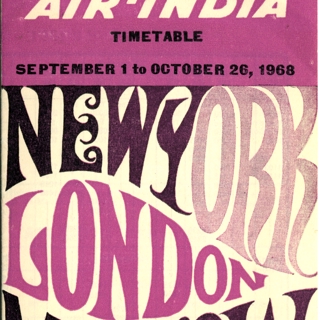 AIR-INDIA
TIMETABLE
SEPTEMBER 1 to OCTOBER 26, 1968
NEW YORK
LONDON